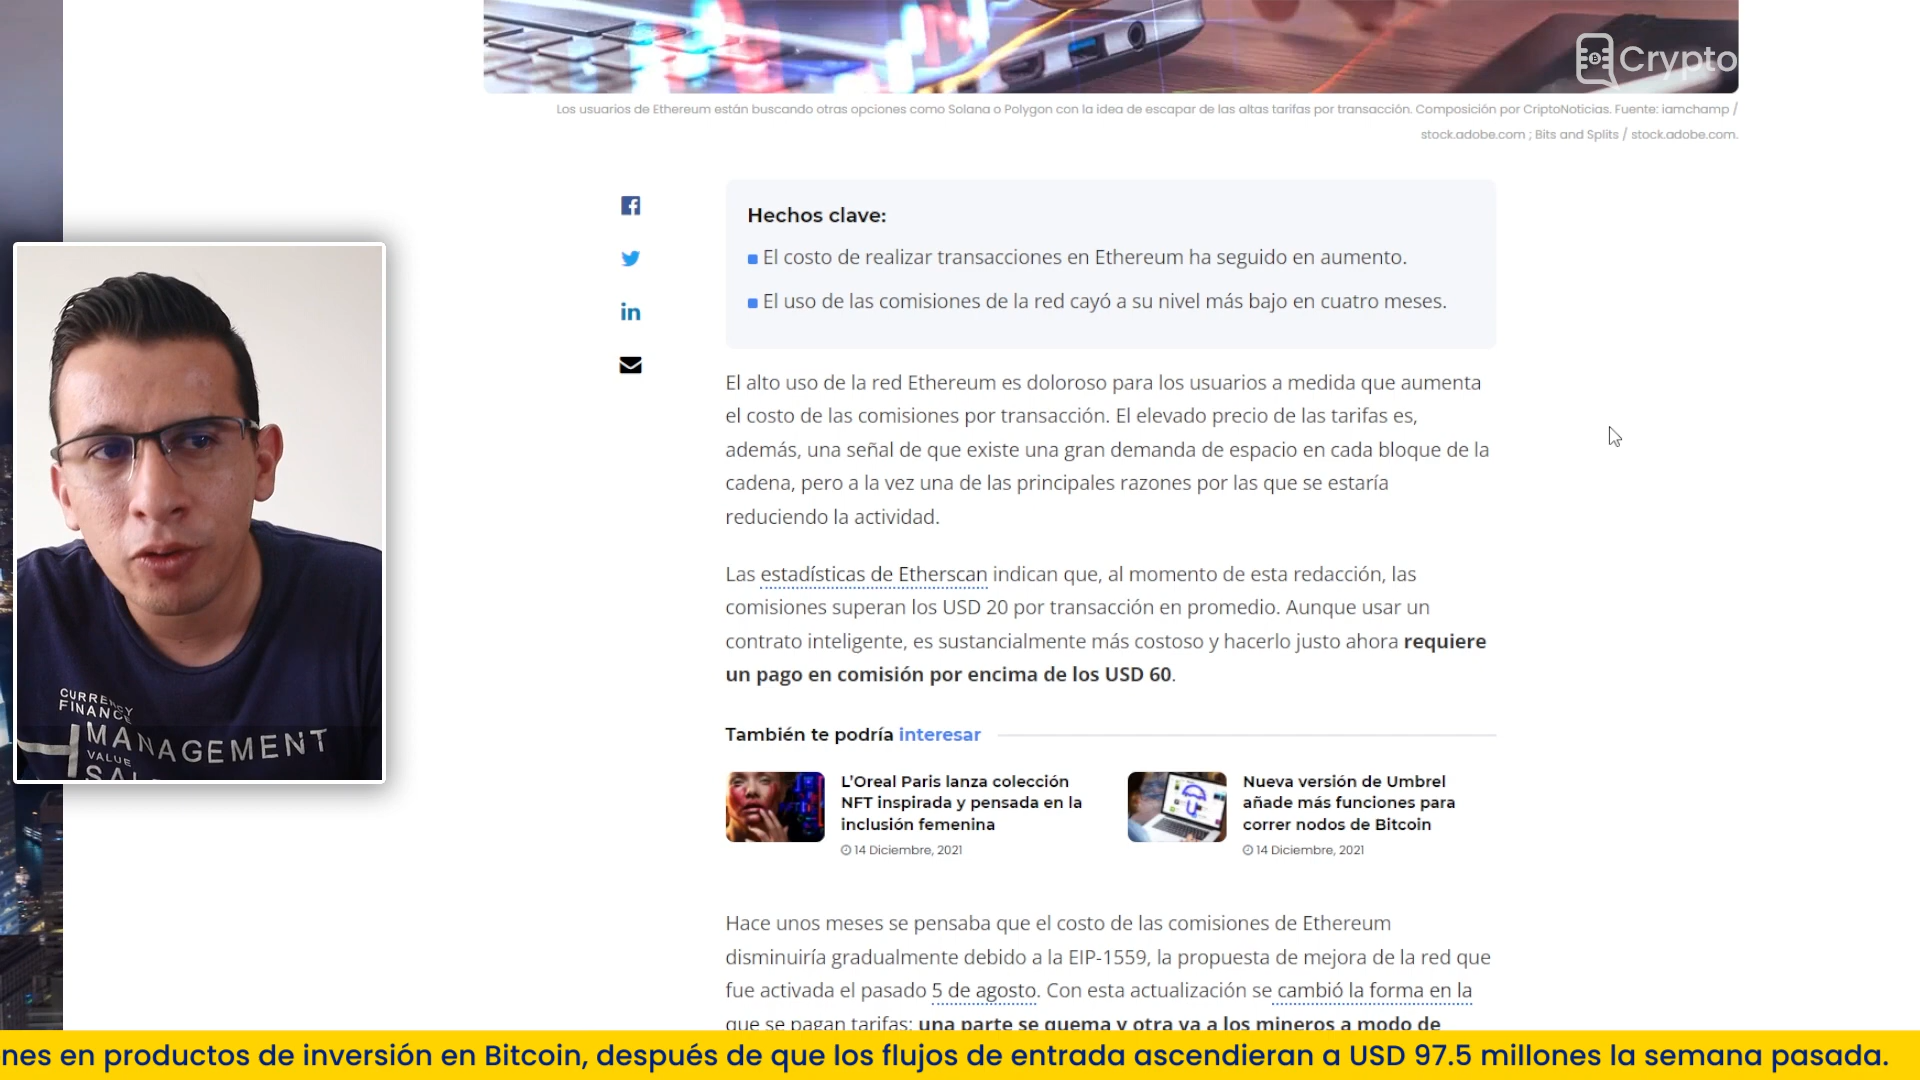 Crypto
Los usuarios de Ethereum están buscando otras opciones como Solana o Polygon con la idea de escapar de las altas tarifas por transacción. Composición por CriptoNoticias. Fuente: iamchamp /
stock.adobe.com ; Bits and Splits / stock.adobe.com.
Hechos clave:
El costo de realizar transacciones en Ethereum ha seguido en aumento.
El uso de las comisiones de la red cayó a su nivel más bajo en cuatro meses.
El alto uso de la red Ethereum es doloroso para los usuarios a medida que aumenta
el costo de las comisiones por transacción. El elevado precio de las tarifas es,
además, una señal de que existe una gran demanda de espacio en cada bloque de la
cadena, pero a la vez una de las principales razones por las que se estaría
reduciendo la actividad.
Las estadísticas de Etherscan indican que, al momento de esta redacción, las
comisiones superan los USD 20 por transacción en promedio. Aunque usar un
contrato inteligente, es sustancialmente más costoso y hacerlo justo ahora requiere
un pago en comisión por encima de los USD 60.
También te podría interesar
L'Oreal Paris lanza colección
NFT inspirada y pensada en la
inclusión femenina
14 Diciembre, 2021
Nueva versión de Umbrel
añade más funciones para
correr nodos de Bitcoin
14 Diciembre, 2021
Hace unos meses se pensaba que el costo de las comisiones de Ethereum
disminuiría gradualmente debido a la EIP-1559, la propuesta de mejora de la red que
fue activada el pasado 5 de agosto. Con esta actualización se cambió la forma en la
que se pagan tarifas: una parte se quema y otra va a los mineros a modo de
CURRENCY
FINANCE
MANAGEMENT
VALUE
nes en productos de inversión en Bitcoin, después de que los flujos de entrada ascendieran a USD 97.5 millones la semana pasada.